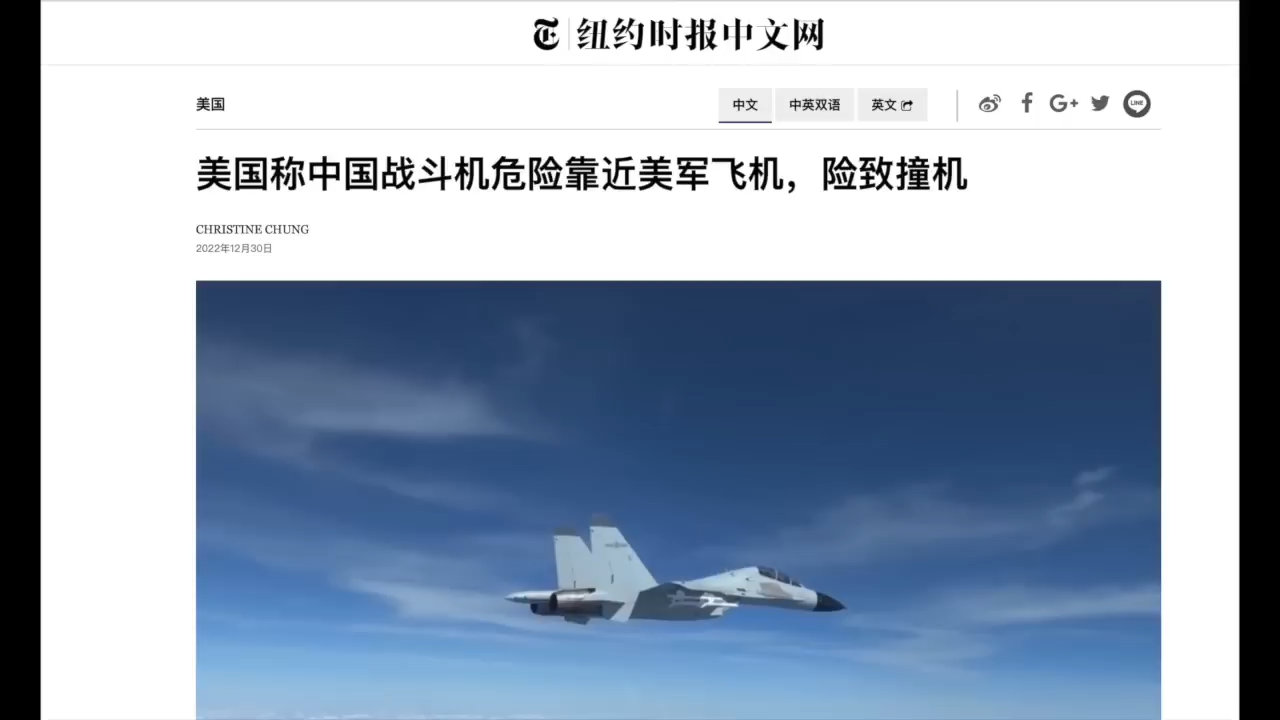 纽约时报中文网
美国
中文 中英双语 英文
G+ LINE
美国称中国战斗机危险靠近美军飞机，险致撞机
CHRISTINE CHUNG
2022年12月30日